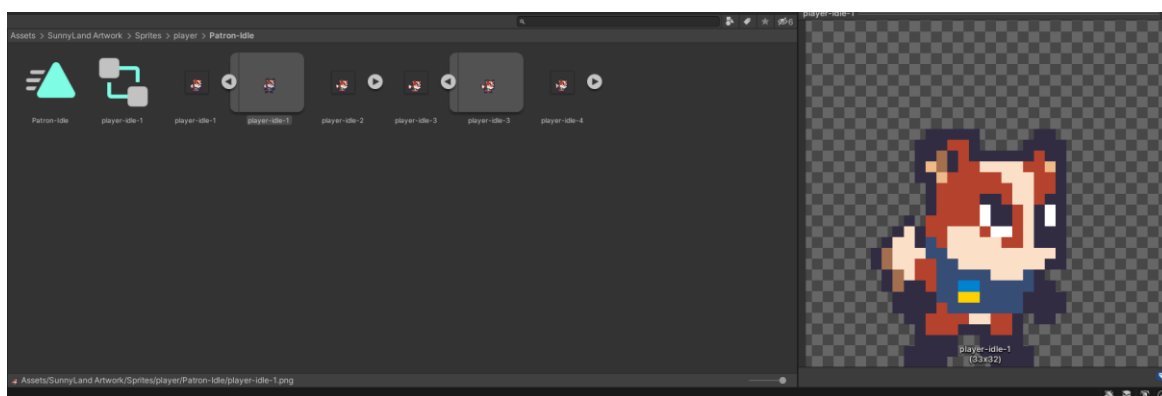 player-idle-1
6
Assets > SunnyLand Artwork > Sprites > player > Patron-Idle
Patron-Idle
player-idle-1
player-idle-1
player-idle-1
player-idle-2
player-idle-3
player-idle-3
player-idle-4
player-idle-1
(33x32)
Assets/SunnyLand Artwork/Sprites/player/Patron-Idle/player-idle-1.png